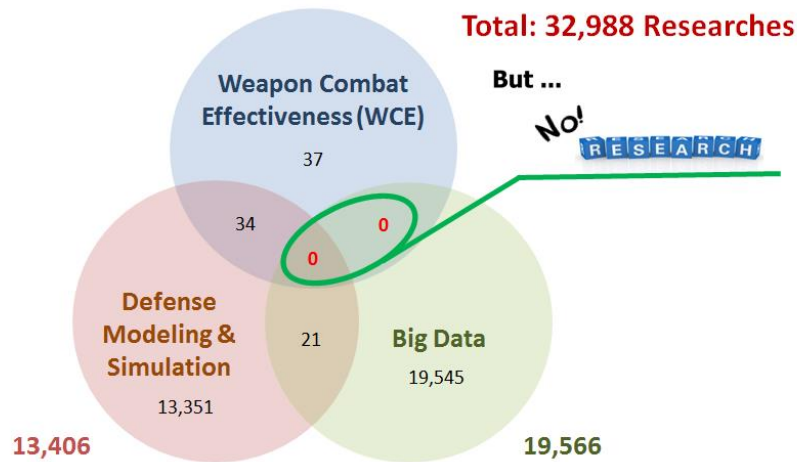 Total: 32,988 Researches
But ...
No!
RESEARCH
Weapon Combat
Effectiveness (WCE)
37
34
0
0
Defense
Modeling &
Simulation
13,351
21
Big Data
19,545
13,406
19,566